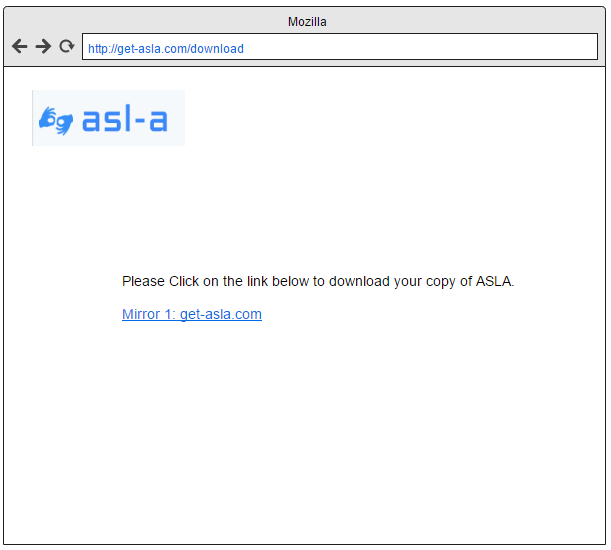 Mozilla
http://get-asla.com/download
asl-a
Please Click on the link below to download your copy of ASLA.
Mirror 1: get-asla.com